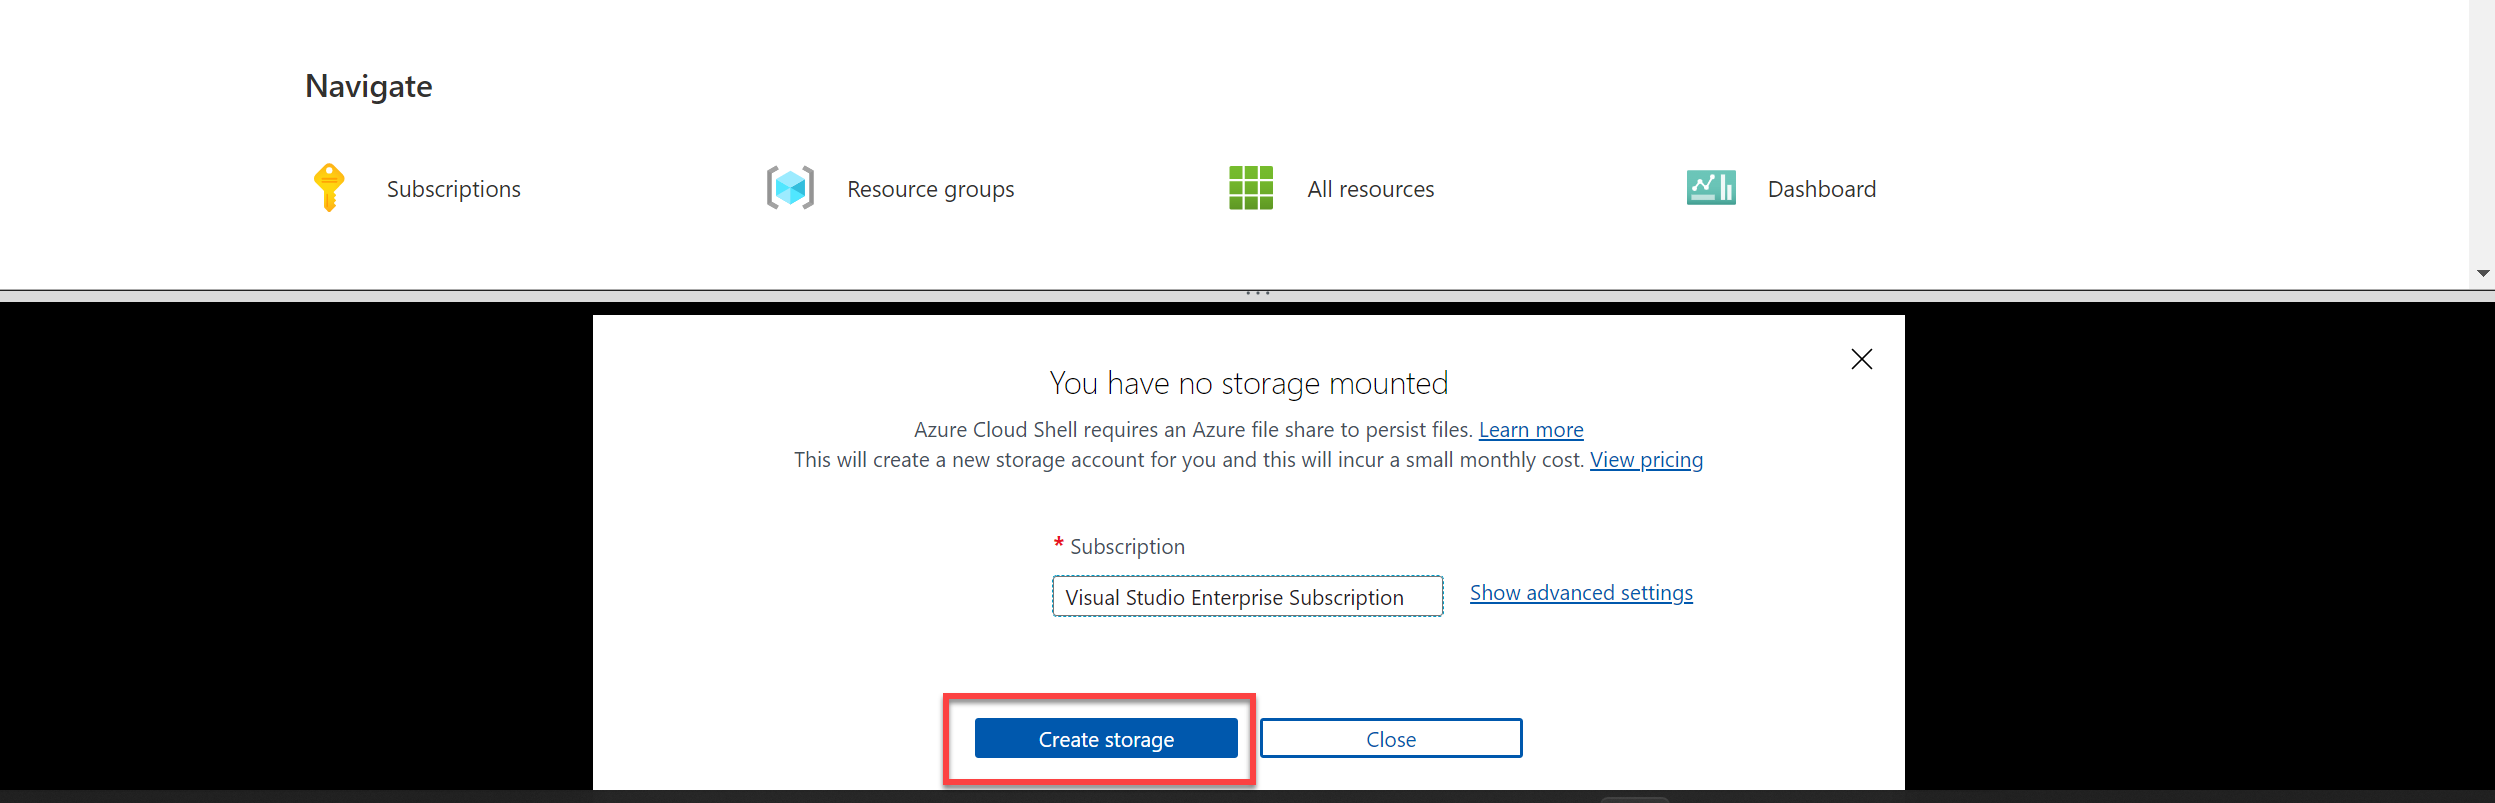 Navigate
Subscriptions
Resource groups
All resources
Dashboard
You have no storage mounted
Azure Cloud Shell requires an Azure file share to persist files. Learn more
This will create a new storage account for you and this will incur a small monthly cost. View pricing
* Subscription
Visual Studio Enterprise Subscription
Show advanced settings
Create storage
Close